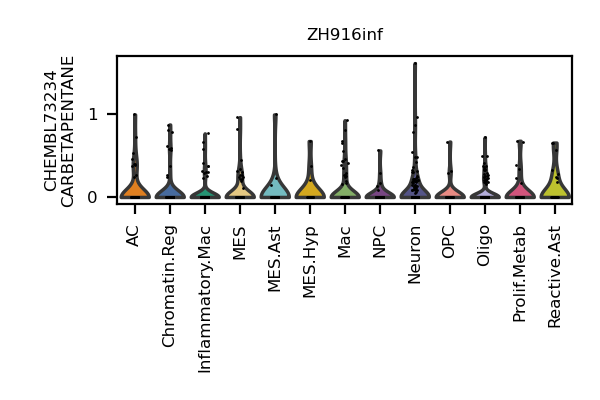 ZH916inf
CHEMBL73234
CARBETAPENTANE
1
0
AC
Chromatin.Reg
Inflammatory.Mac
MES
MES.Ast
MES.Hyp
Mac
NPC
Neuron
OPC
Oligo
Prolif.Metab
Reactive.Ast